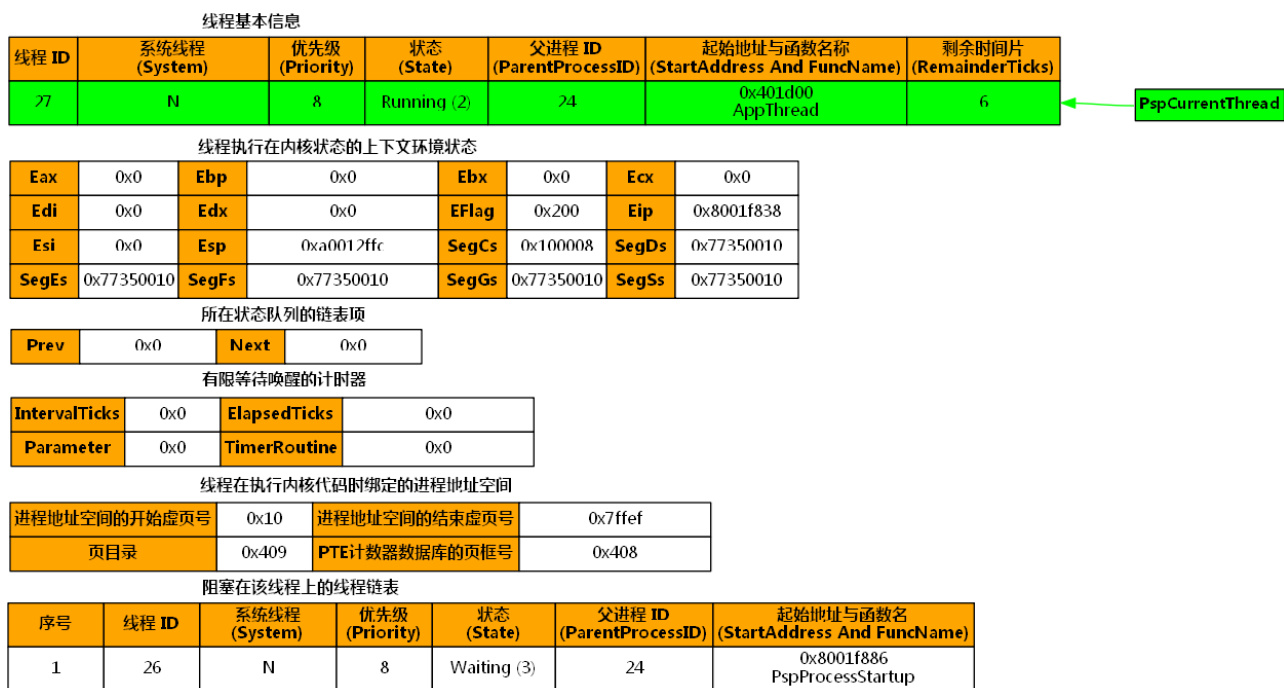 线程基本信息
线程 ID 系统线程 (System) 优先级 (Priority) 状态 (State) 父进程 ID (ParentProcessID) 起始地址与函数名称 (StartAddress And FuncName) 剩余时间片 (RemainderTicks)
27 N 8 Running (2) 24 0x401d00 AppThread 6 PspCurrentThread
线程执行在内核状态的上下文环境状态
Eax 0x0 Ebp 0x0 Ebx 0x0 Ecx 0x0
Edi 0x0 Edx 0x0 EFlag 0x200 Eip 0x8001f838
Esi 0x0 Esp 0xa0012ffc SegCs 0x100008 SegDs 0x77350010
SegEs 0x77350010 SegFs 0x77350010 SegGs 0x77350010 SegSs 0x77350010
所在状态队列的链表项
Prev 0x0 Next 0x0
有限等待唤醒的计时器
IntervalTicks 0x0 ElapsedTicks 0x0
Parameter 0x0 TimerRoutine 0x0
线程在执行内核代码时绑定的进程地址空间
进程地址空间的开始虚页号 0x10 进程地址空间的结束虚页号 0x7ffef
页目录 0x409 PTE计数器数据库的页框号 0x408
阻塞在该线程上的线程链表
序号 线程 ID 系统线程 (System) 优先级 (Priority) 状态 (State) 父进程 ID (ParentProcessID) 起始地址与函数名 (StartAddress And FuncName)
1 26 N 8 Waiting (3) 24 0x8001f886 PspProcessStartup